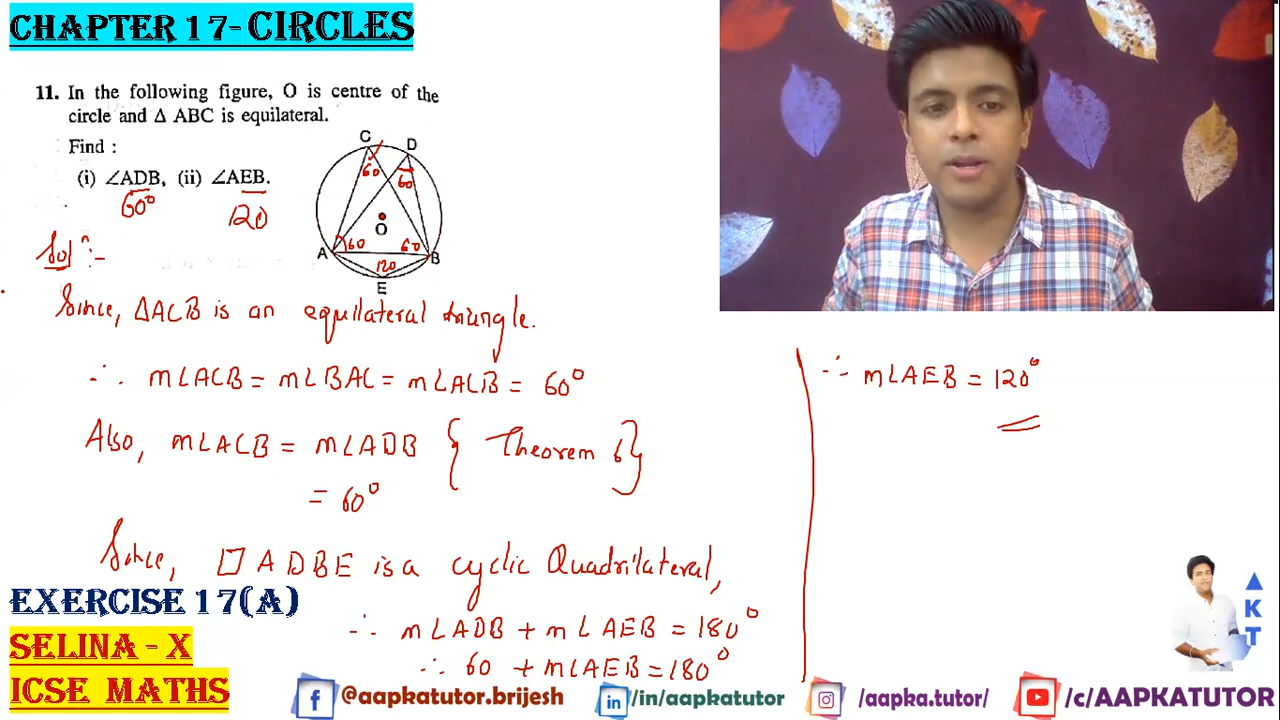 CHAPTER 17- CIRCLES
11. In the following figure, O is centre of the
circle and Δ ABC is equilateral.
Find :
(i) ∠ADB, (ii) ∠AEB.
60° 120
C D
60 60
O
A 60 60 B
120
E
Solⁿ :-
Since, ΔACB is an equilateral triangle.
∴ m∠ACB = m∠BAC = m∠ALB = 60°
Also, m∠ACB = m∠ADB { Theorem 6}
= 60°
Since, □ ADBE is a cyclic Quadrilateral,
∴ m∠ADB + m∠AEB = 180°
∴ 60 + m∠AEB = 180°
∴ m∠AEB = 120°
EXERCISE 17(A)
SELINA - X
ICSE MATHS
AKT
@aapkatutor.brijesh
/in/aapkatutor
/aapka.tutor/
/c/AAPKATUTOR